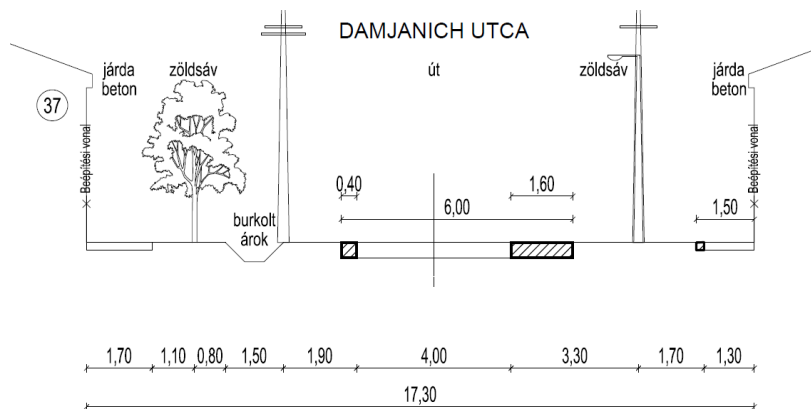 DAMJANICH UTCA
járda
beton
zöldsáv
út
zöldsáv
járda
beton
37
Beépítési vonal
Beépítési vonal
burkolt
árok
0,40
1,60
6,00
1,50
1,70
1,10
0,80
1,50
1,90
4,00
3,30
1,70
1,30
17,30